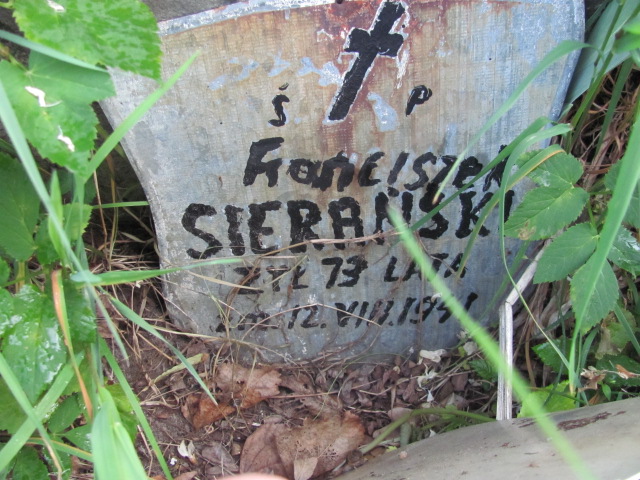 Ś P
Franciszek
SIERAŃSKI
ŻYŁ 73 LATA
ZM. 12.VIII.1941